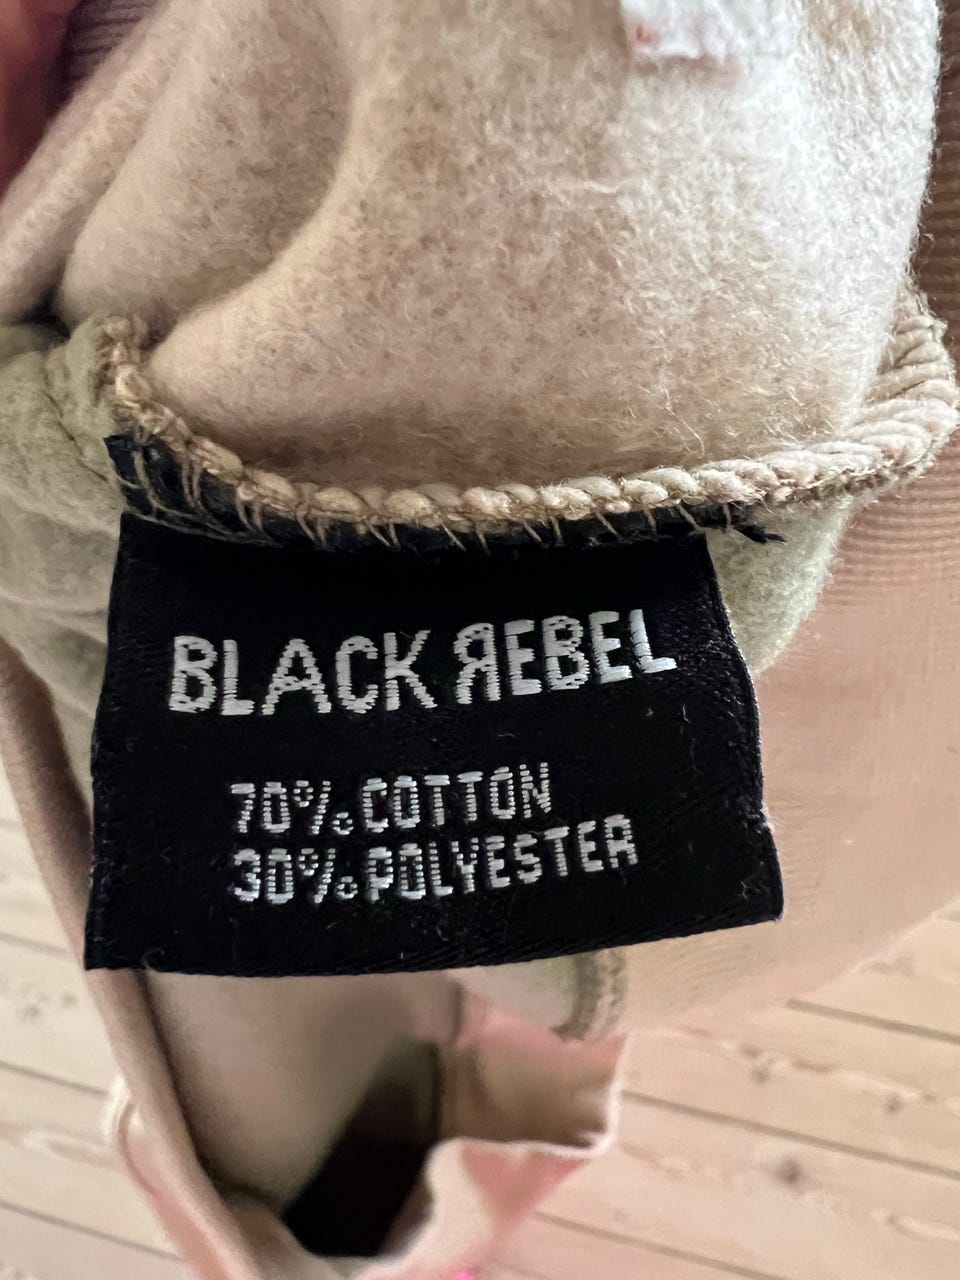 BLACK ЯEBEL
70% COTTON
30% POLYESTER